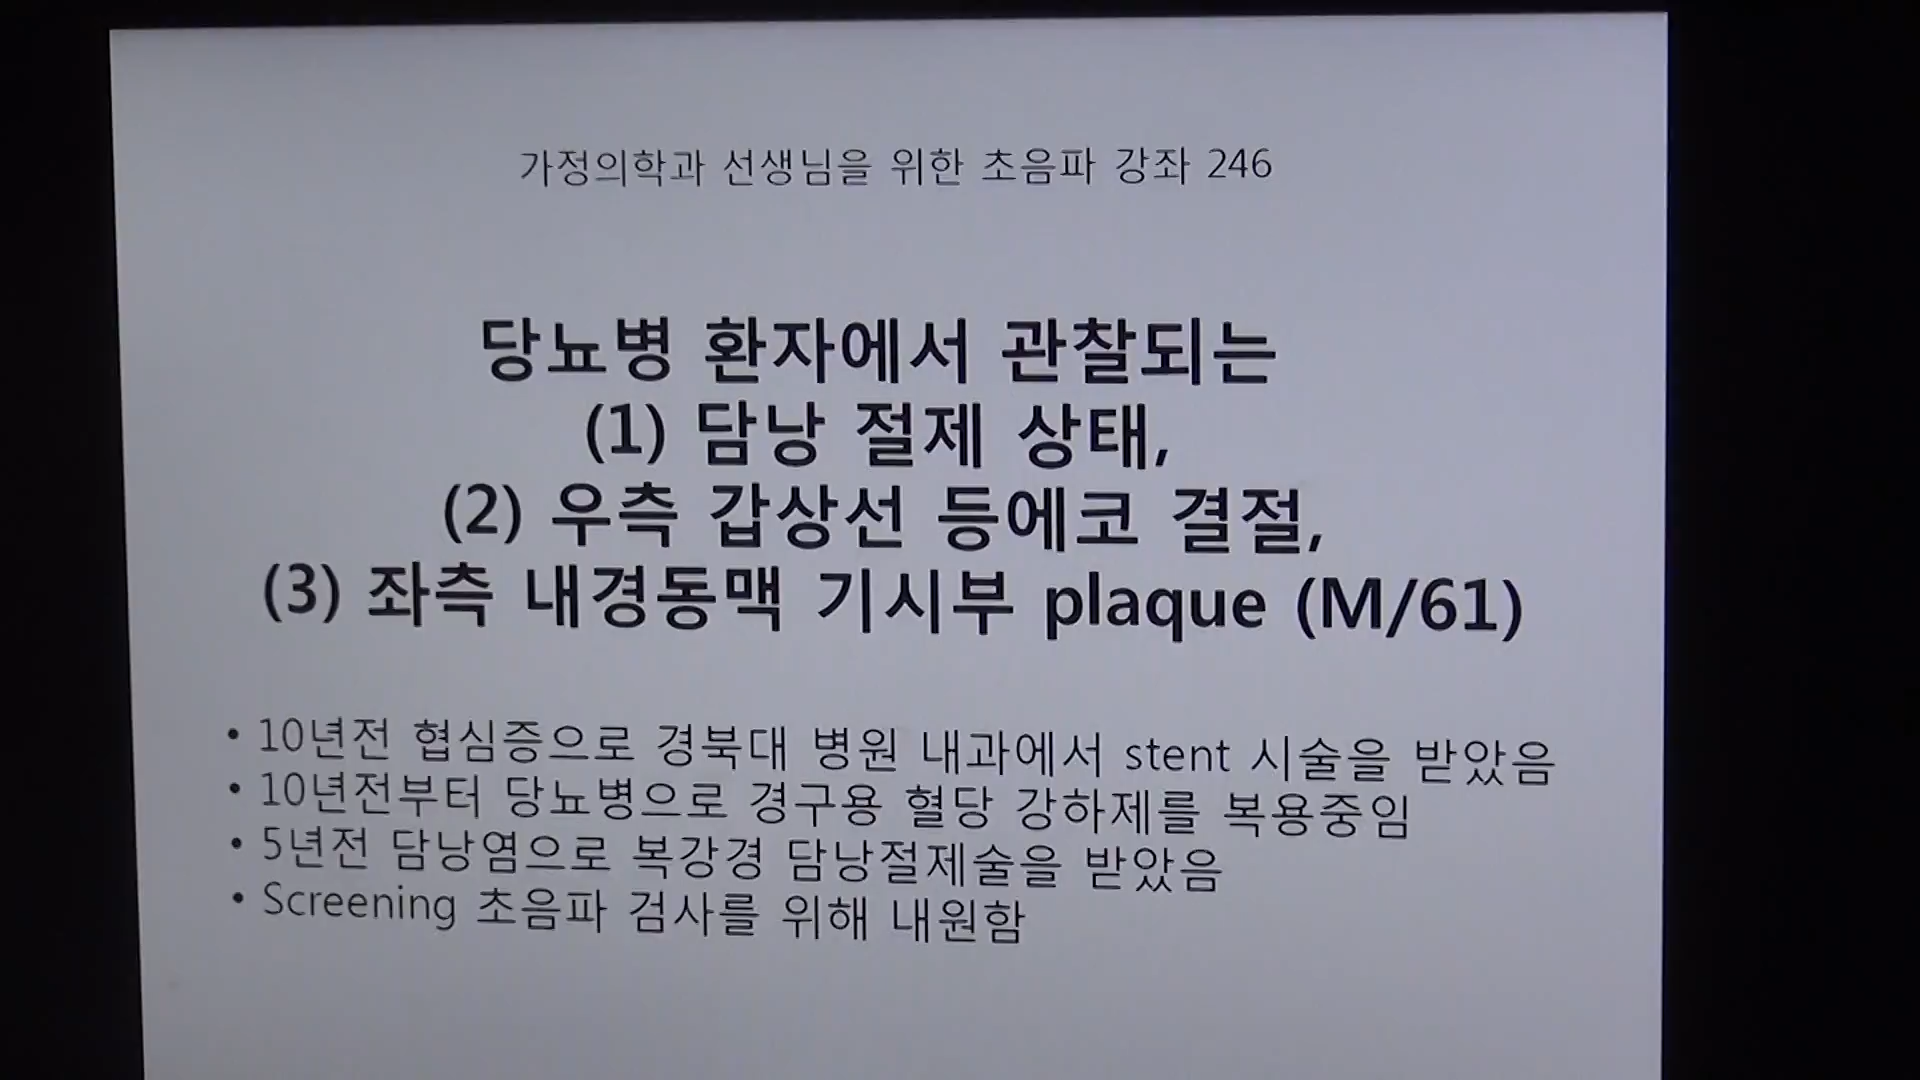 가정의학과 선생님을 위한 초음파 강좌 246
당뇨병 환자에서 관찰되는
(1) 담낭 절제 상태,
(2) 우측 갑상선 등에코 결절,
(3) 좌측 내경동맥 기시부 plaque (M/61)
• 10년전 협심증으로 경북대 병원 내과에서 stent 시술을 받았음
• 10년전부터 당뇨병으로 경구용 혈당 강하제를 복용중임
• 5년전 담낭염으로 복강경 담낭절제술을 받았음
• Screening 초음파 검사를 위해 내원함